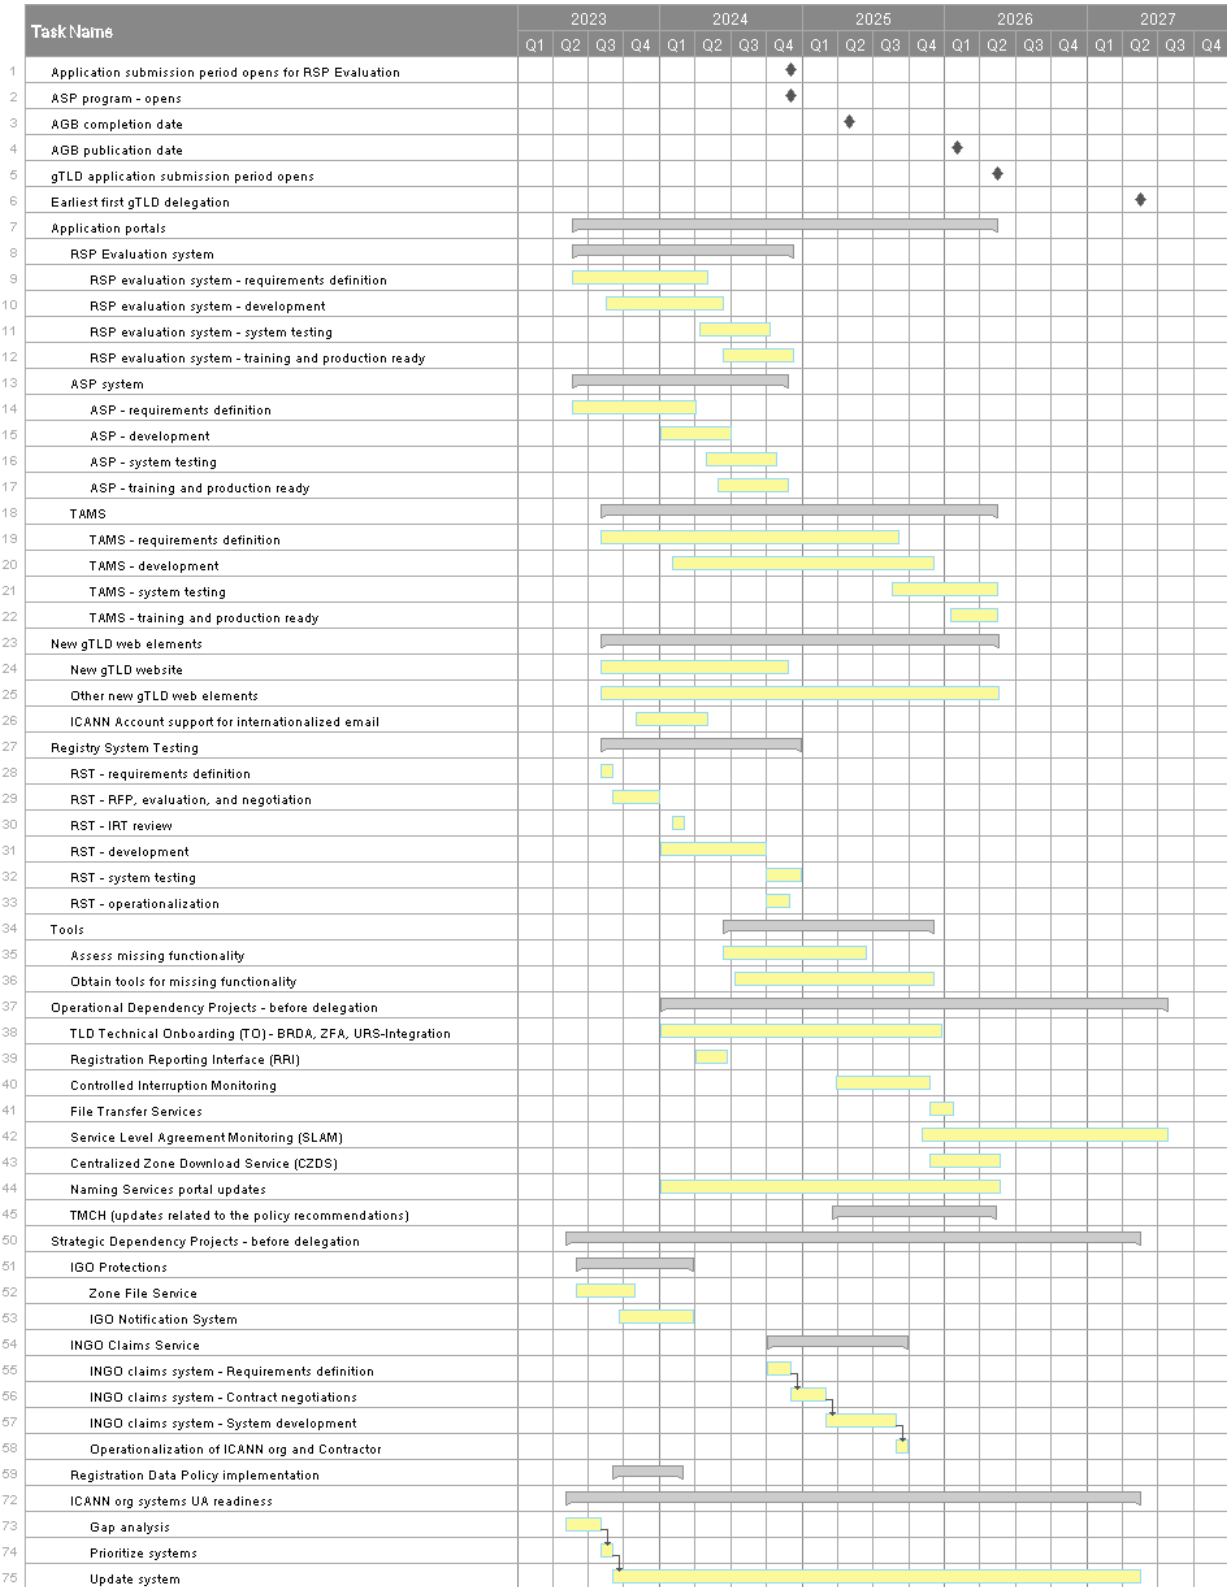 Task Name
2023 2024 2025 2026 2027
Q1 Q2 Q3 Q4 Q1 Q2 Q3 Q4 Q1 Q2 Q3 Q4 Q1 Q2 Q3 Q4 Q1 Q2 Q3 Q4
1 Application submission period opens for RSP Evaluation
2 ASP program - opens
3 AGB completion date
4 AGB publication date
5 gTLD application submission period opens
6 Earliest first gTLD delegation
7 Application portals
8 RSP Evaluation system
9 RSP evaluation system - requirements definition
10 RSP evaluation system - development
11 RSP evaluation system - system testing
12 RSP evaluation system - training and production ready
13 ASP system
14 ASP - requirements definition
15 ASP - development
16 ASP - system testing
17 ASP - training and production ready
18 TAMS
19 TAMS - requirements definition
20 TAMS - development
21 TAMS - system testing
22 TAMS - training and production ready
23 New gTLD web elements
24 New gTLD website
25 Other new gTLD web elements
26 ICANN Account support for internationalized email
27 Registry System Testing
28 RST - requirements definition
29 RST - RFP, evaluation, and negotiation
30 RST - IRT review
31 RST - development
32 RST - system testing
33 RST - operationalization
34 Tools
35 Assess missing functionality
36 Obtain tools for missing functionality
37 Operational Dependency Projects - before delegation
38 TLD Technical Onboarding (TO) - BRDA, ZFA, URS-Integration
39 Registration Reporting Interface (RRI)
40 Controlled Interruption Monitoring
41 File Transfer Services
42 Service Level Agreement Monitoring (SLAM)
43 Centralized Zone Download Service (CZDS)
44 Naming Services portal updates
45 TMCH (updates related to the policy recommendations)
50 Strategic Dependency Projects - before delegation
51 IGO Protections
52 Zone File Service
53 IGO Notification System
54 INGO Claims Service
55 INGO claims system - Requirements definition
56 INGO claims system - Contract negotiations
57 INGO claims system - System development
58 Operationalization of ICANN org and Contractor
59 Registration Data Policy implementation
72 ICANN org systems UA readiness
73 Gap analysis
74 Prioritize systems
75 Update system